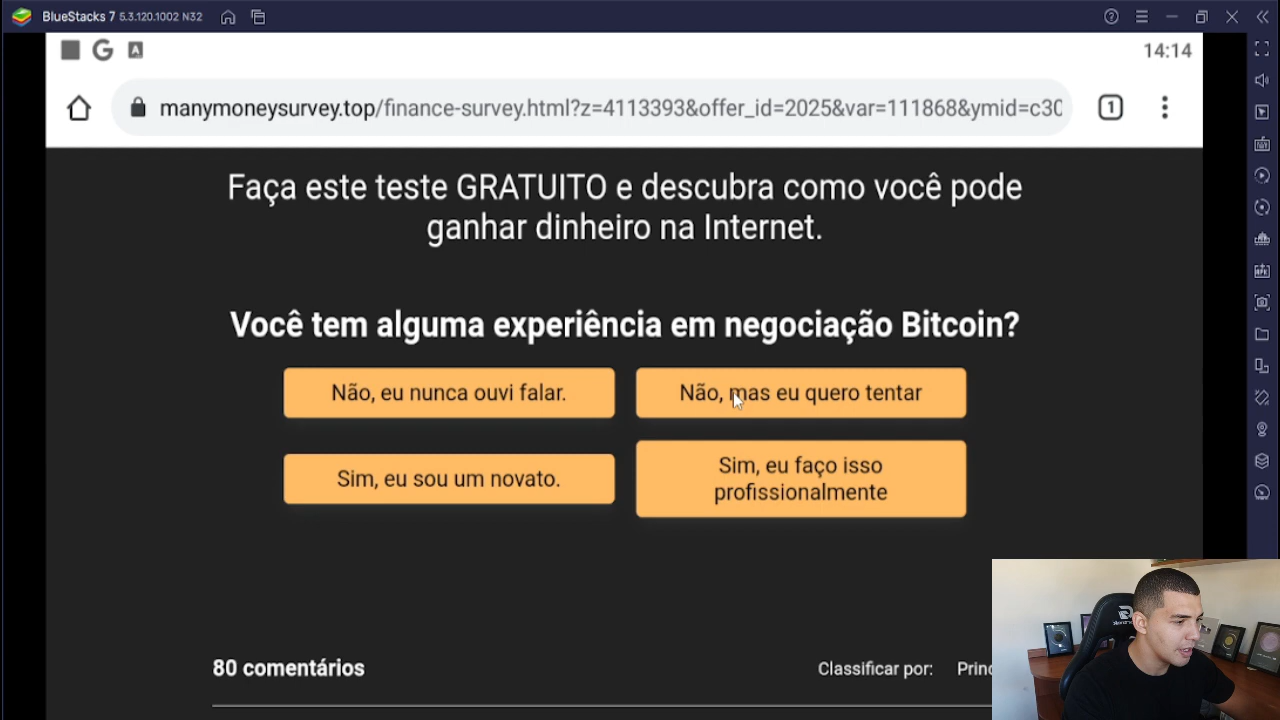 BlueStacks 7 5.3.120.1002 N32
14:14
manymoneysurvey.top/finance-survey.html?z=4113393&offer_id=2025&var=111868&ymid=c30
1
Faça este teste GRATUITO e descubra como você pode
ganhar dinheiro na Internet.
Você tem alguma experiência em negociação Bitcoin?
Não, eu nunca ouvi falar.
Não, mas eu quero tentar
Sim, eu sou um novato.
Sim, eu faço isso
profissionalmente
80 comentários
Classificar por: Princ